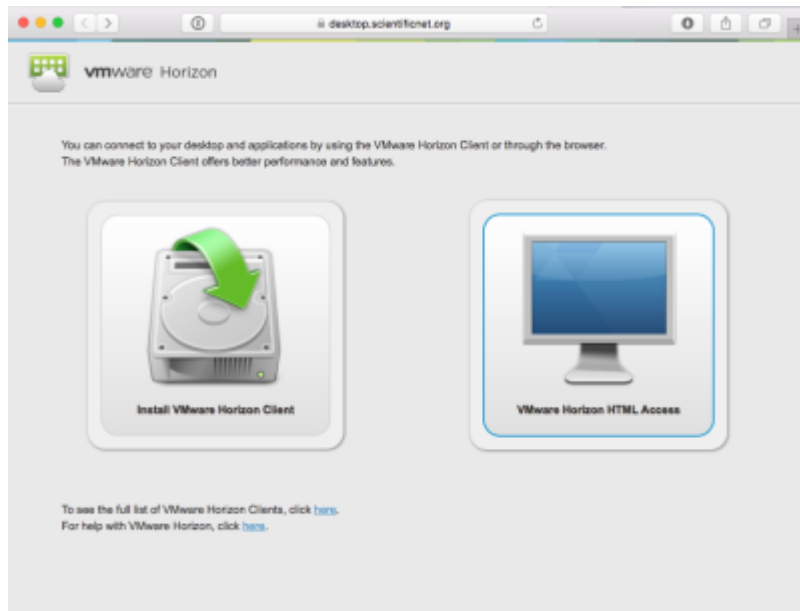 desktop.scientificnet.org
vmware Horizon
You can connect to your desktop and applications by using the VMware Horizon Client or through the browser.
The VMware Horizon Client offers better performance and features.
Install VMware Horizon Client
VMware Horizon HTML Access
To see the full list of VMware Horizon Clients, click here.
For help with VMware Horizon, click here.